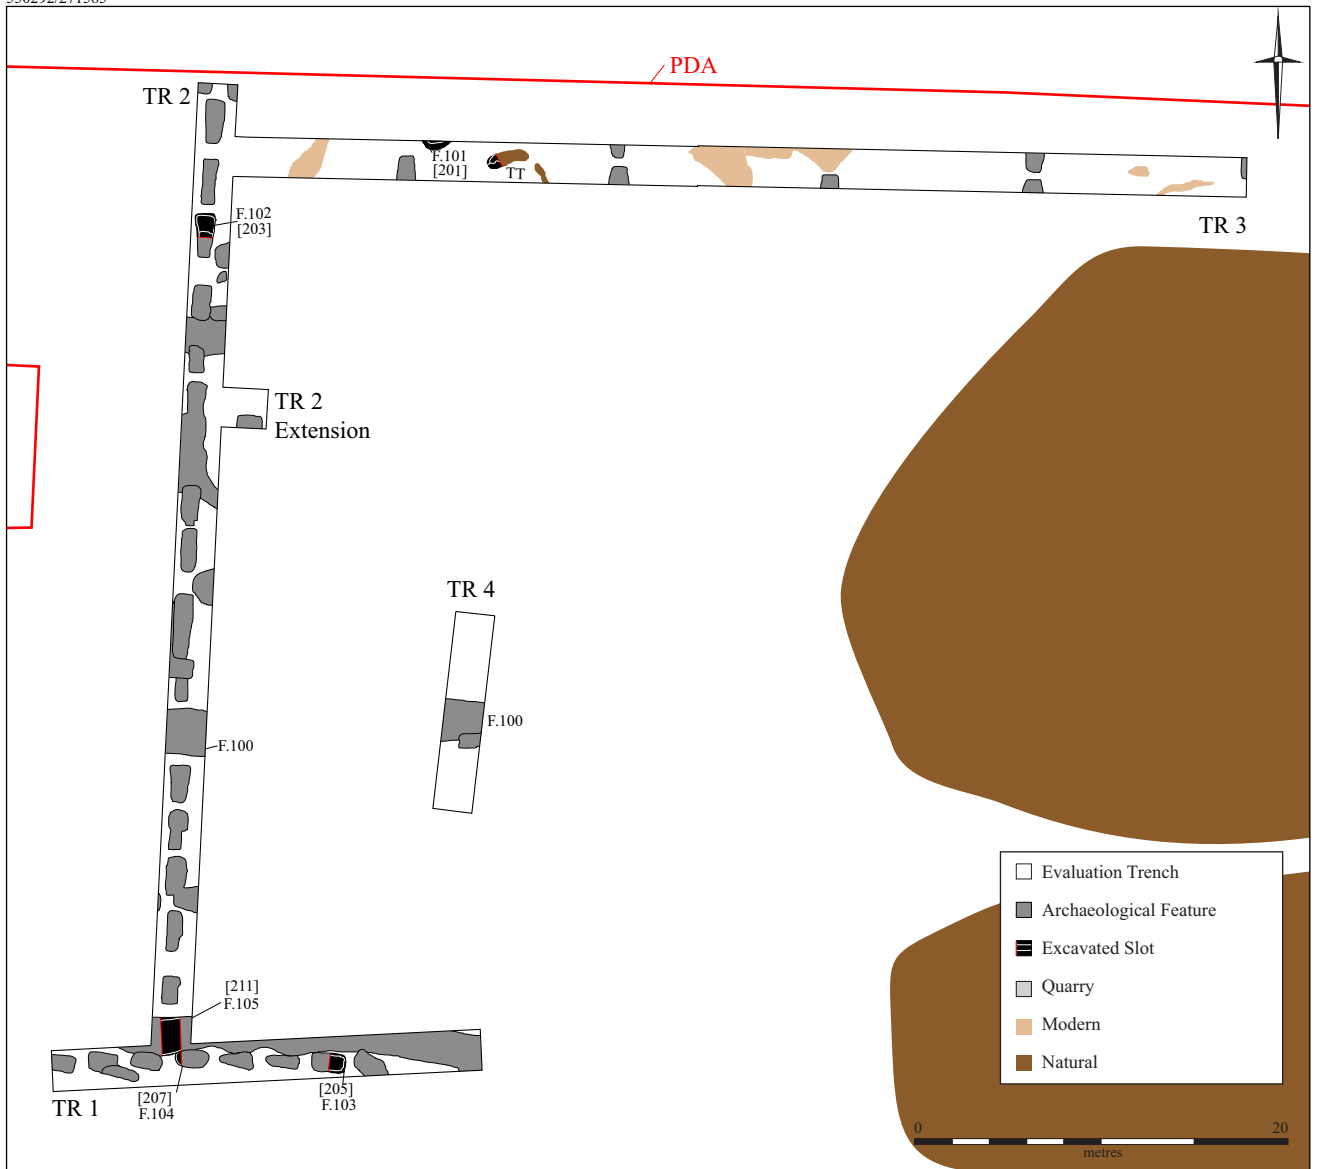 PDA
TR 2
F.101
[201]
TT
TR 3
F.102
[203]
TR 2
Extension
TR 4
F.100
F.100
[211]
F.105
[207]
F.104
[205]
F.103
TR 1
Evaluation Trench
Archaeological Feature
Excavated Slot
Quarry
Modern
Natural
0 20
metres